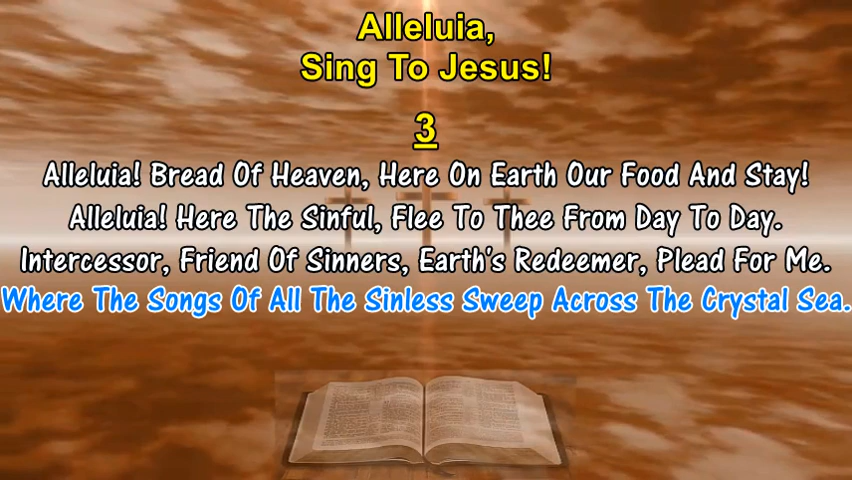 Alleluia,
Sing To Jesus!
3
Alleluia! Bread Of Heaven, Here On Earth Our Food And Stay!
Alleluia! Here The Sinful, Flee To Thee From Day To Day.
Intercessor, Friend Of Sinners, Earth's Redeemer, Plead For Me.
Where The Songs Of All The Sinless Sweep Across The Crystal Sea.